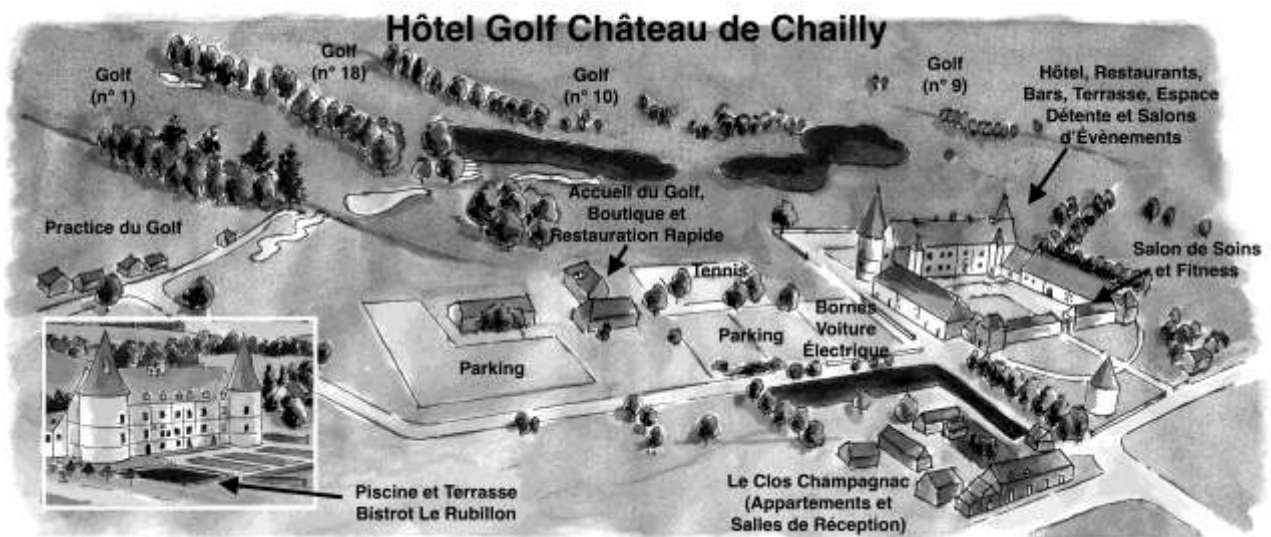 Hôtel Golf Château de Chailly
Golf
(n° 1)
Golf
(n° 18)
Golf
(n° 10)
Golf
(n° 9)
Hôtel, Restaurants,
Bars, Terrasse, Espace
Détente et Salons
d'Évènements
Accueil du Golf,
Boutique et
Restauration Rapide
Practice du Golf
Salon de Soins
et Fitness
Tennis
Bornes
Voiture
Électrique
Parking
Parking
Piscine et Terrasse
Bistrot Le Rubillon
Le Clos Champagnac
(Appartements et
Salles de Réception)